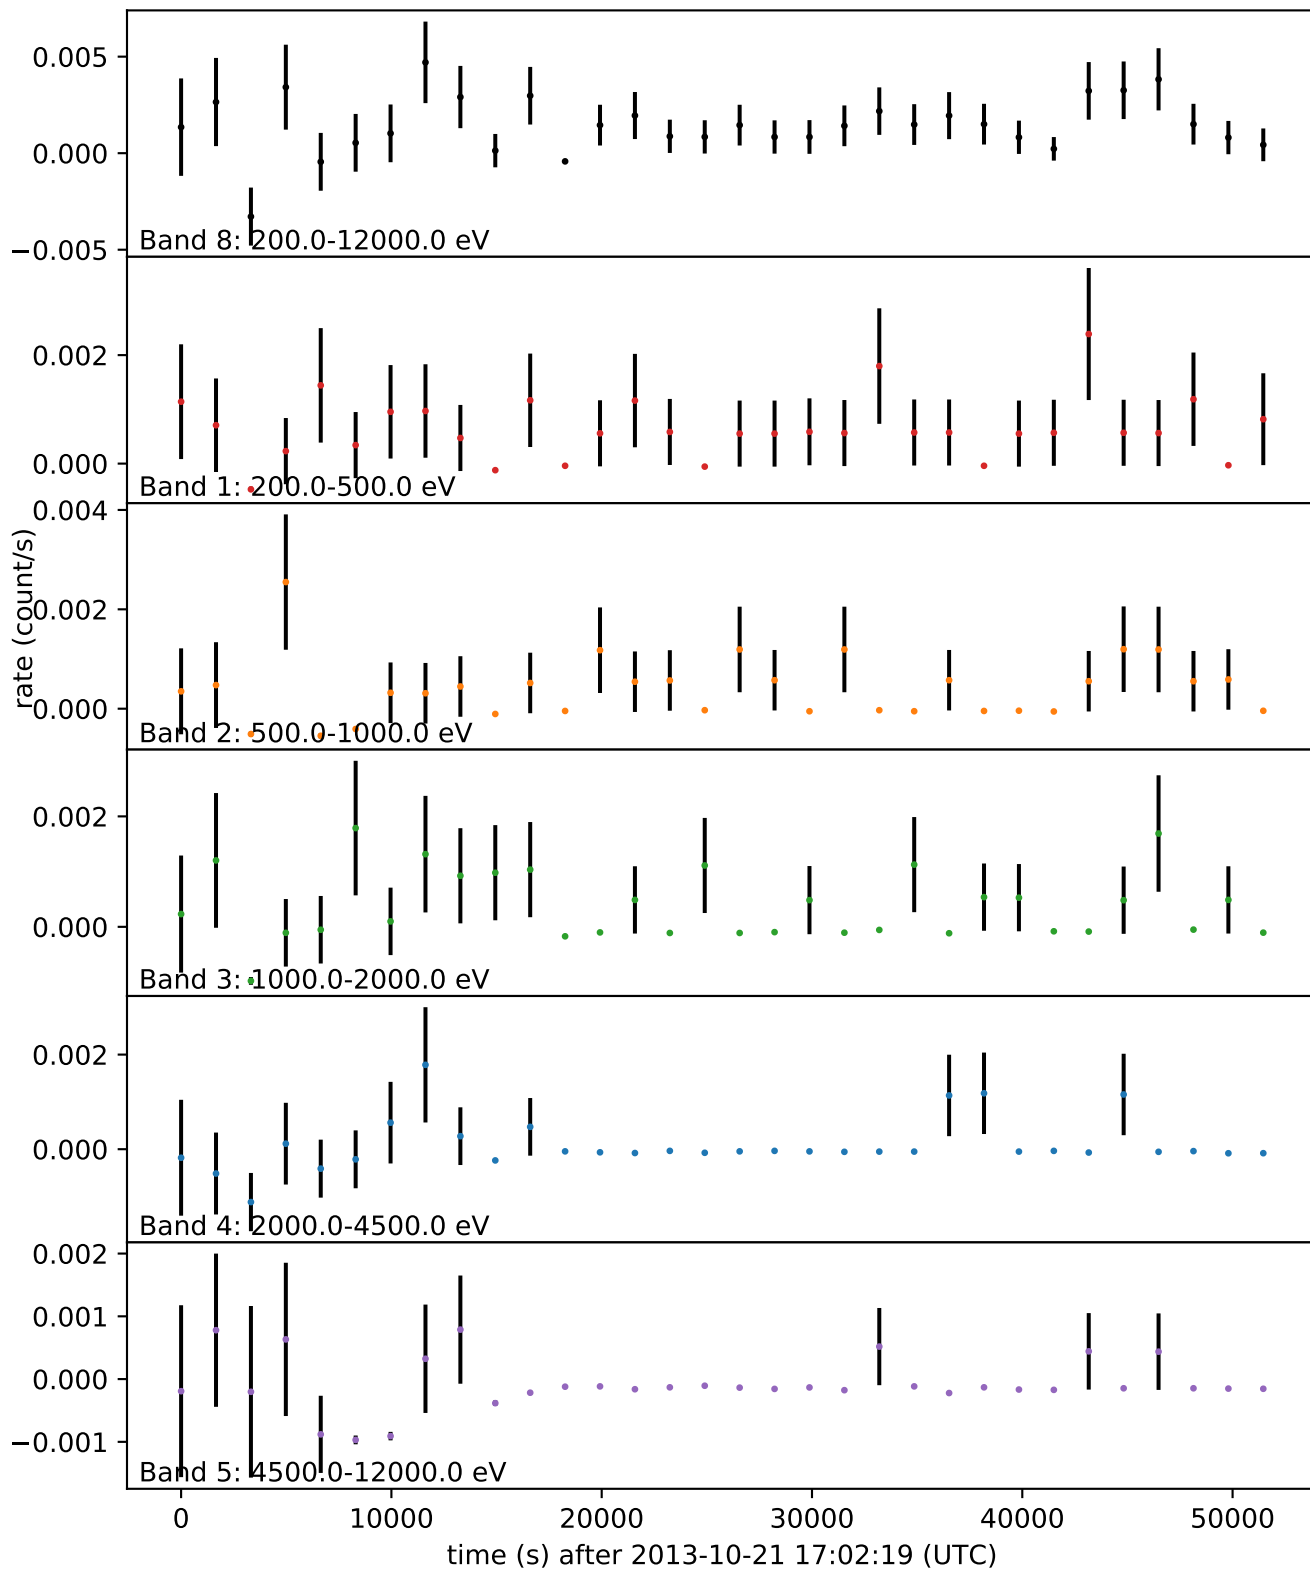 0.005
0.000
−0.005
Band 8: 200.0-12000.0 eV
0.002
0.000
Band 1: 200.0-500.0 eV
rate (count/s)
0.004
0.002
0.000
Band 2: 500.0-1000.0 eV
0.002
0.000
Band 3: 1000.0-2000.0 eV
0.002
0.000
Band 4: 2000.0-4500.0 eV
0.002
0.001
0.000
−0.001
Band 5: 4500.0-12000.0 eV
0 10000 20000 30000 40000 50000
time (s) after 2013-10-21 17:02:19 (UTC)